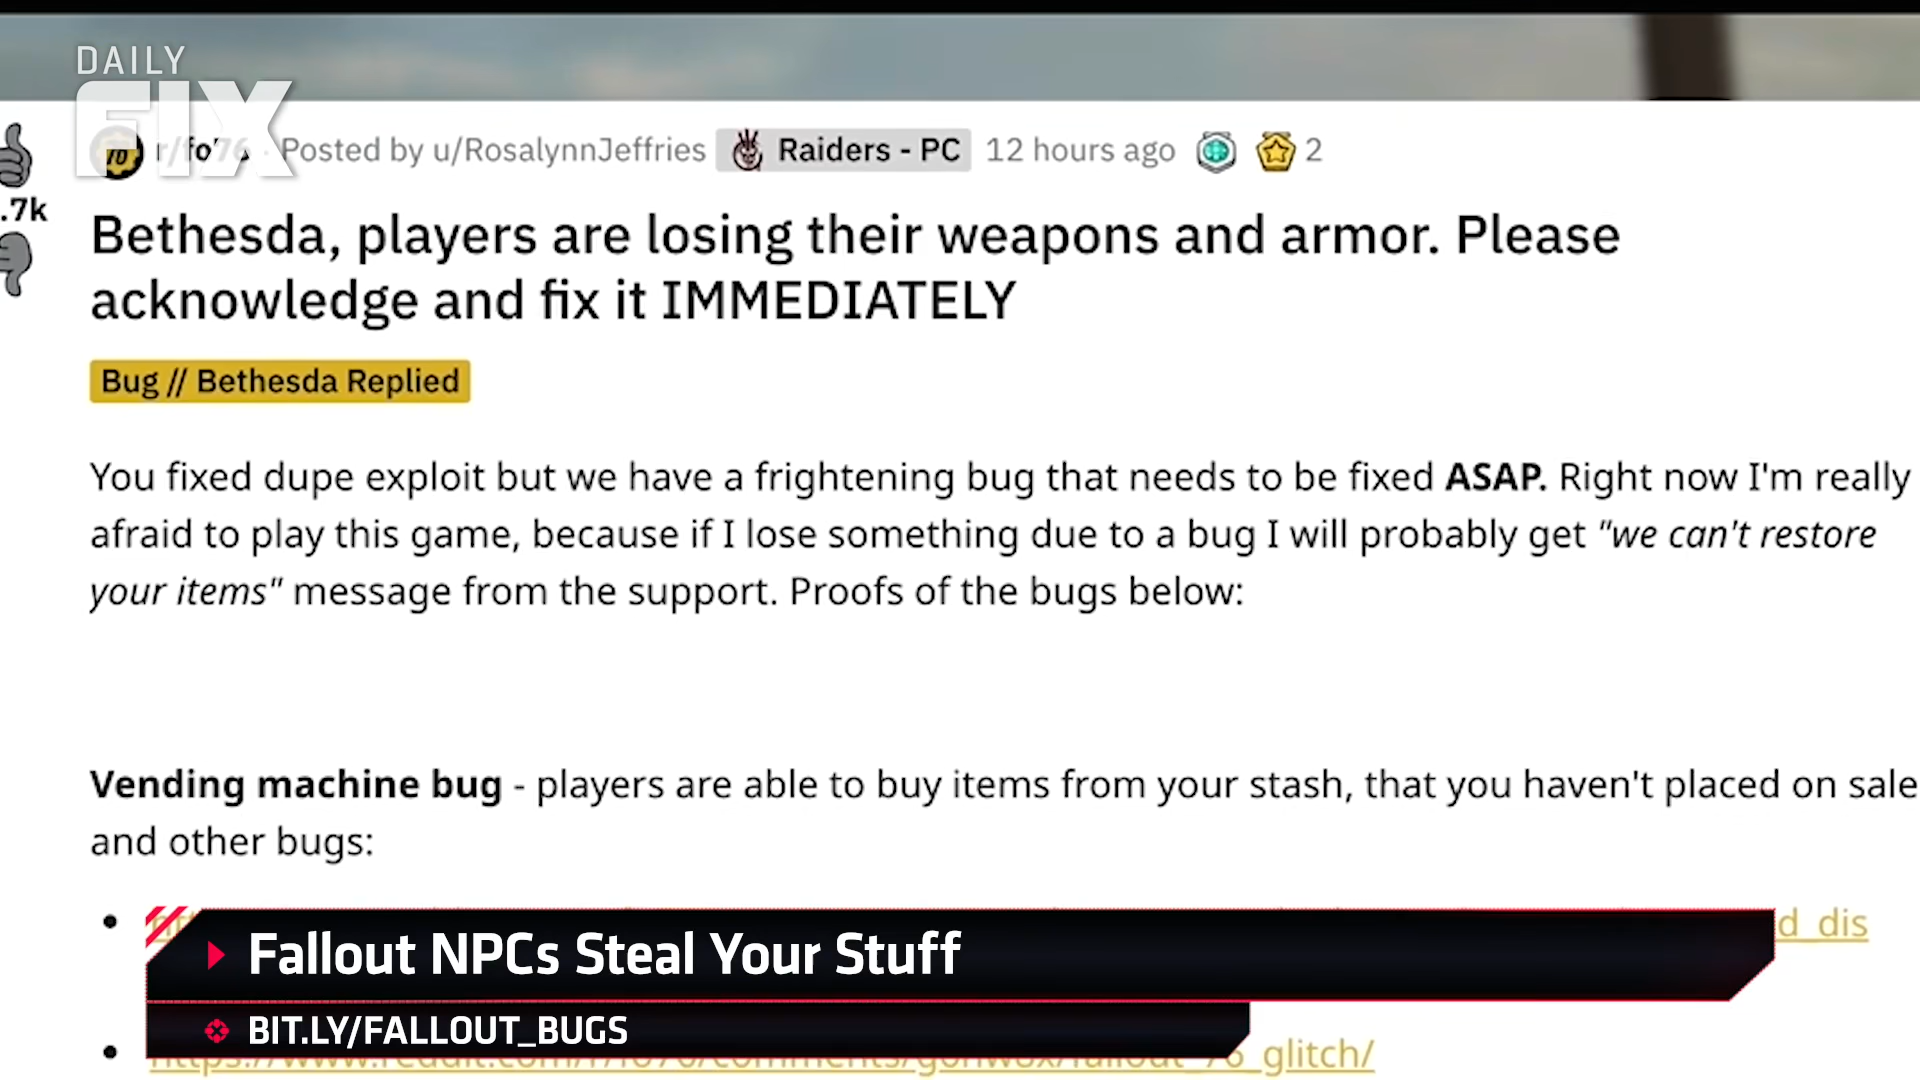 DAILY
FIX
r/fo76 · Posted by u/RosalynnJeffries Raiders - PC 12 hours ago 2
.7k
Bethesda, players are losing their weapons and armor. Please
acknowledge and fix it IMMEDIATELY
Bug // Bethesda Replied
You fixed dupe exploit but we have a frightening bug that needs to be fixed ASAP. Right now I'm really
afraid to play this game, because if I lose something due to a bug I will probably get "we can't restore
your items" message from the support. Proofs of the bugs below:
Vending machine bug - players are able to buy items from your stash, that you haven't placed on sale
and other bugs:
d_dis
Fallout NPCs Steal Your Stuff
BIT.LY/FALLOUT_BUGS
_glitch/